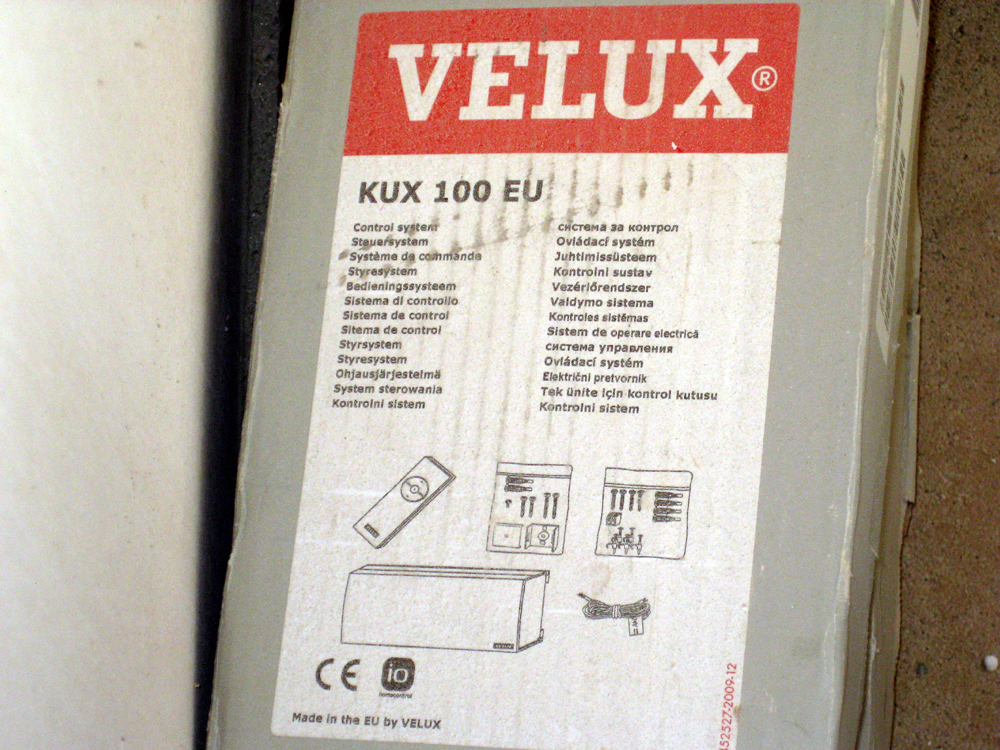 VELUX®
KUX 100 EU
Control system
Steuersystem
Système de commande
Styresystem
Bedieningssysteem
Sistema di controllo
Sistema de control
Sitema de control
Styrsystem
Styresystem
Ohjausjärjestelmä
System sterowania
Kontrolni sistem
система за контрол
Ovládací systém
Juhtimissüsteem
Kontrolni sustav
Vezérlőrendszer
Valdymo sistema
Kontroles sistēmas
Sistem de operare electrică
система управления
Ovládací systém
Električni pretvornik
Tek ünite için kontrol kutusu
Kontrolni sistem
VELUX
CE
io
homecontrol
Made in the EU by VELUX
452527-2009-12